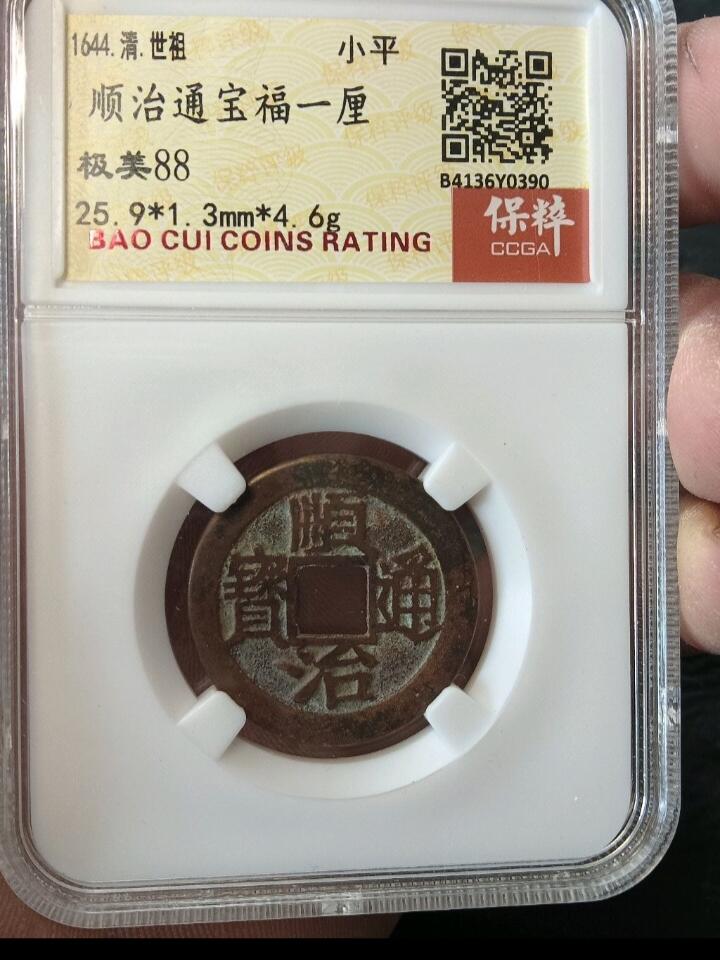 1644.清.世祖 小平
顺治通宝福一厘
极美88
B4136Y0390
25.9*1.3mm*4.6g
BAO CUI COINS RATING
保粹
CCGA
順
寶 通
治